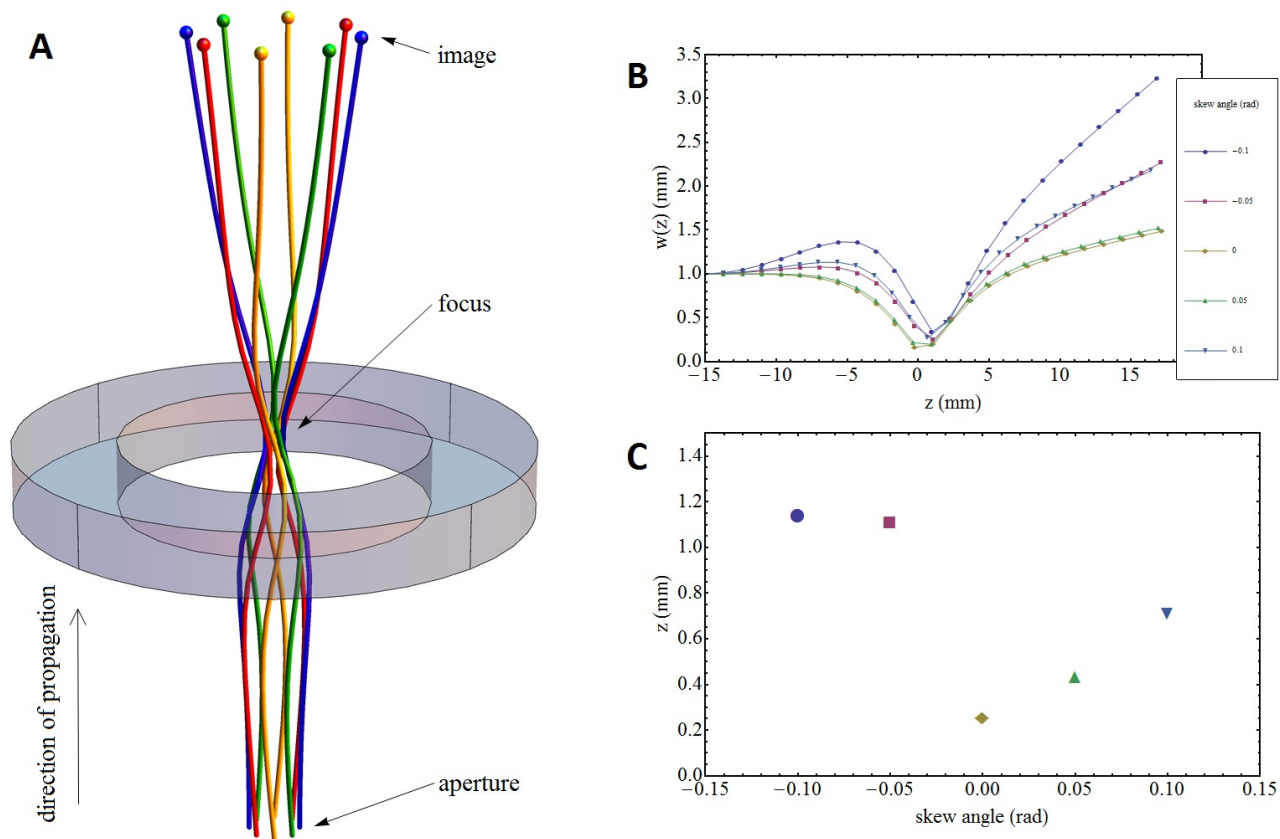 A
image
focus
aperture
direction of propagation
B
w(z) (mm)
3.5
3.0
2.5
2.0
1.5
1.0
0.5
0.0
−15 −10 −5 0 5 10 15
z (mm)
skew angle (rad)
−0.1
−0.05
0
0.05
0.1
C
z (mm)
1.4
1.2
1.0
0.8
0.6
0.4
0.2
0.0
−0.15 −0.10 −0.05 0.00 0.05 0.10 0.15
skew angle (rad)